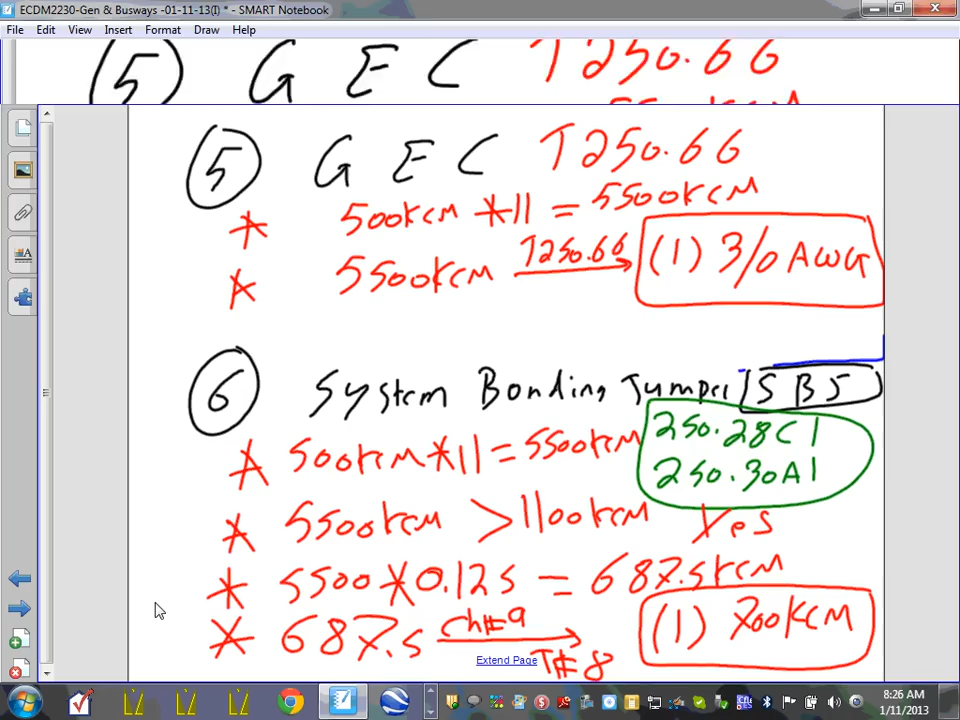 ECDM2230-Gen & Busways -01-11-13(I) * - SMART Notebook
File Edit View Insert Format Draw Help
(5) G E C T250.66
(5) G E C T250.66
* 500kcm *11 = 5500kcm
* 5500kcm T250.66 (1) 3/0 AWG
(6) System Bonding Jumper SBJ
250.28C1
250.30A1
* 500kcm*11 = 5500kcm
* 5500kcm > 1100kcm Yes
* 5500*0.125 = 687.5kcm
* 687.5 Ch#9 T#8 (1) 700kcm
Extend Page
8:26 AM
1/11/2013